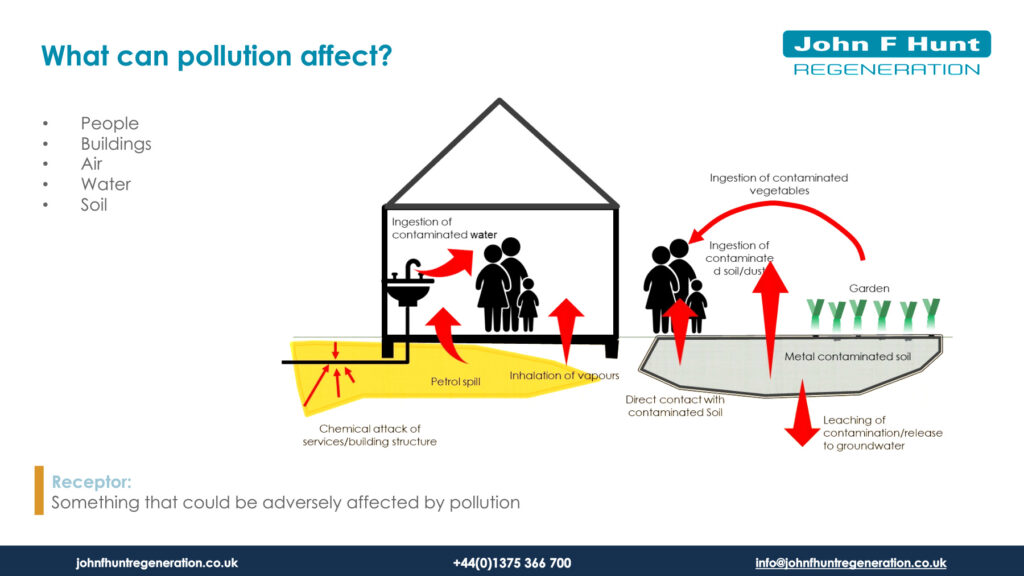 What can pollution affect?
John F Hunt
REGENERATION
• People
• Buildings
• Air
• Water
• Soil
Ingestion of
contaminated water
Ingestion of contaminated
vegetables
Ingestion of
contaminate
d soil/dust
Garden
Metal contaminated soil
Petrol spill
Inhalation of vapours
Direct contact with
contaminated Soil
Chemical attack of
services/building structure
Leaching of
contamination/release
to groundwater
Receptor:
Something that could be adversely affected by pollution
johnfhuntregeneration.co.uk
+44(0)1375 366 700
info@johnfhuntregeneration.co.uk